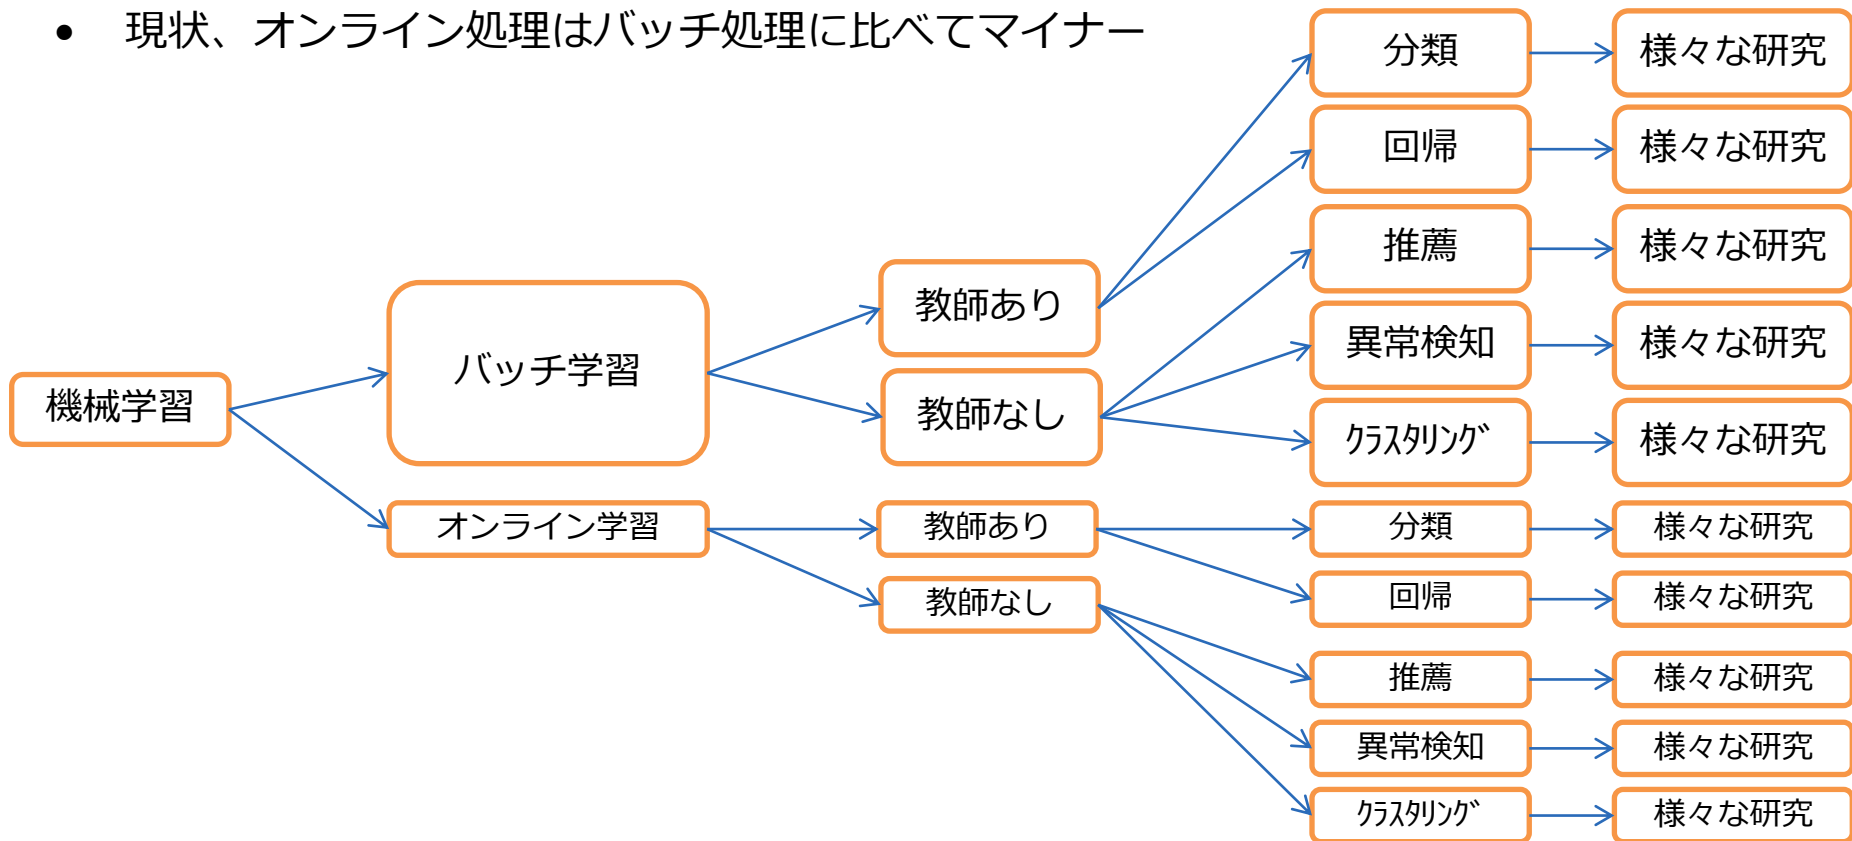 • 現状、オンライン処理はバッチ処理に比べてマイナー
機械学習
バッチ学習
教師あり
分類
様々な研究
回帰
様々な研究
教師なし
推薦
様々な研究
異常検知
様々な研究
ｸﾗｽﾀﾘﾝｸﾞ
様々な研究
オンライン学習
教師あり
分類
様々な研究
回帰
様々な研究
教師なし
推薦
様々な研究
異常検知
様々な研究
ｸﾗｽﾀﾘﾝｸﾞ
様々な研究